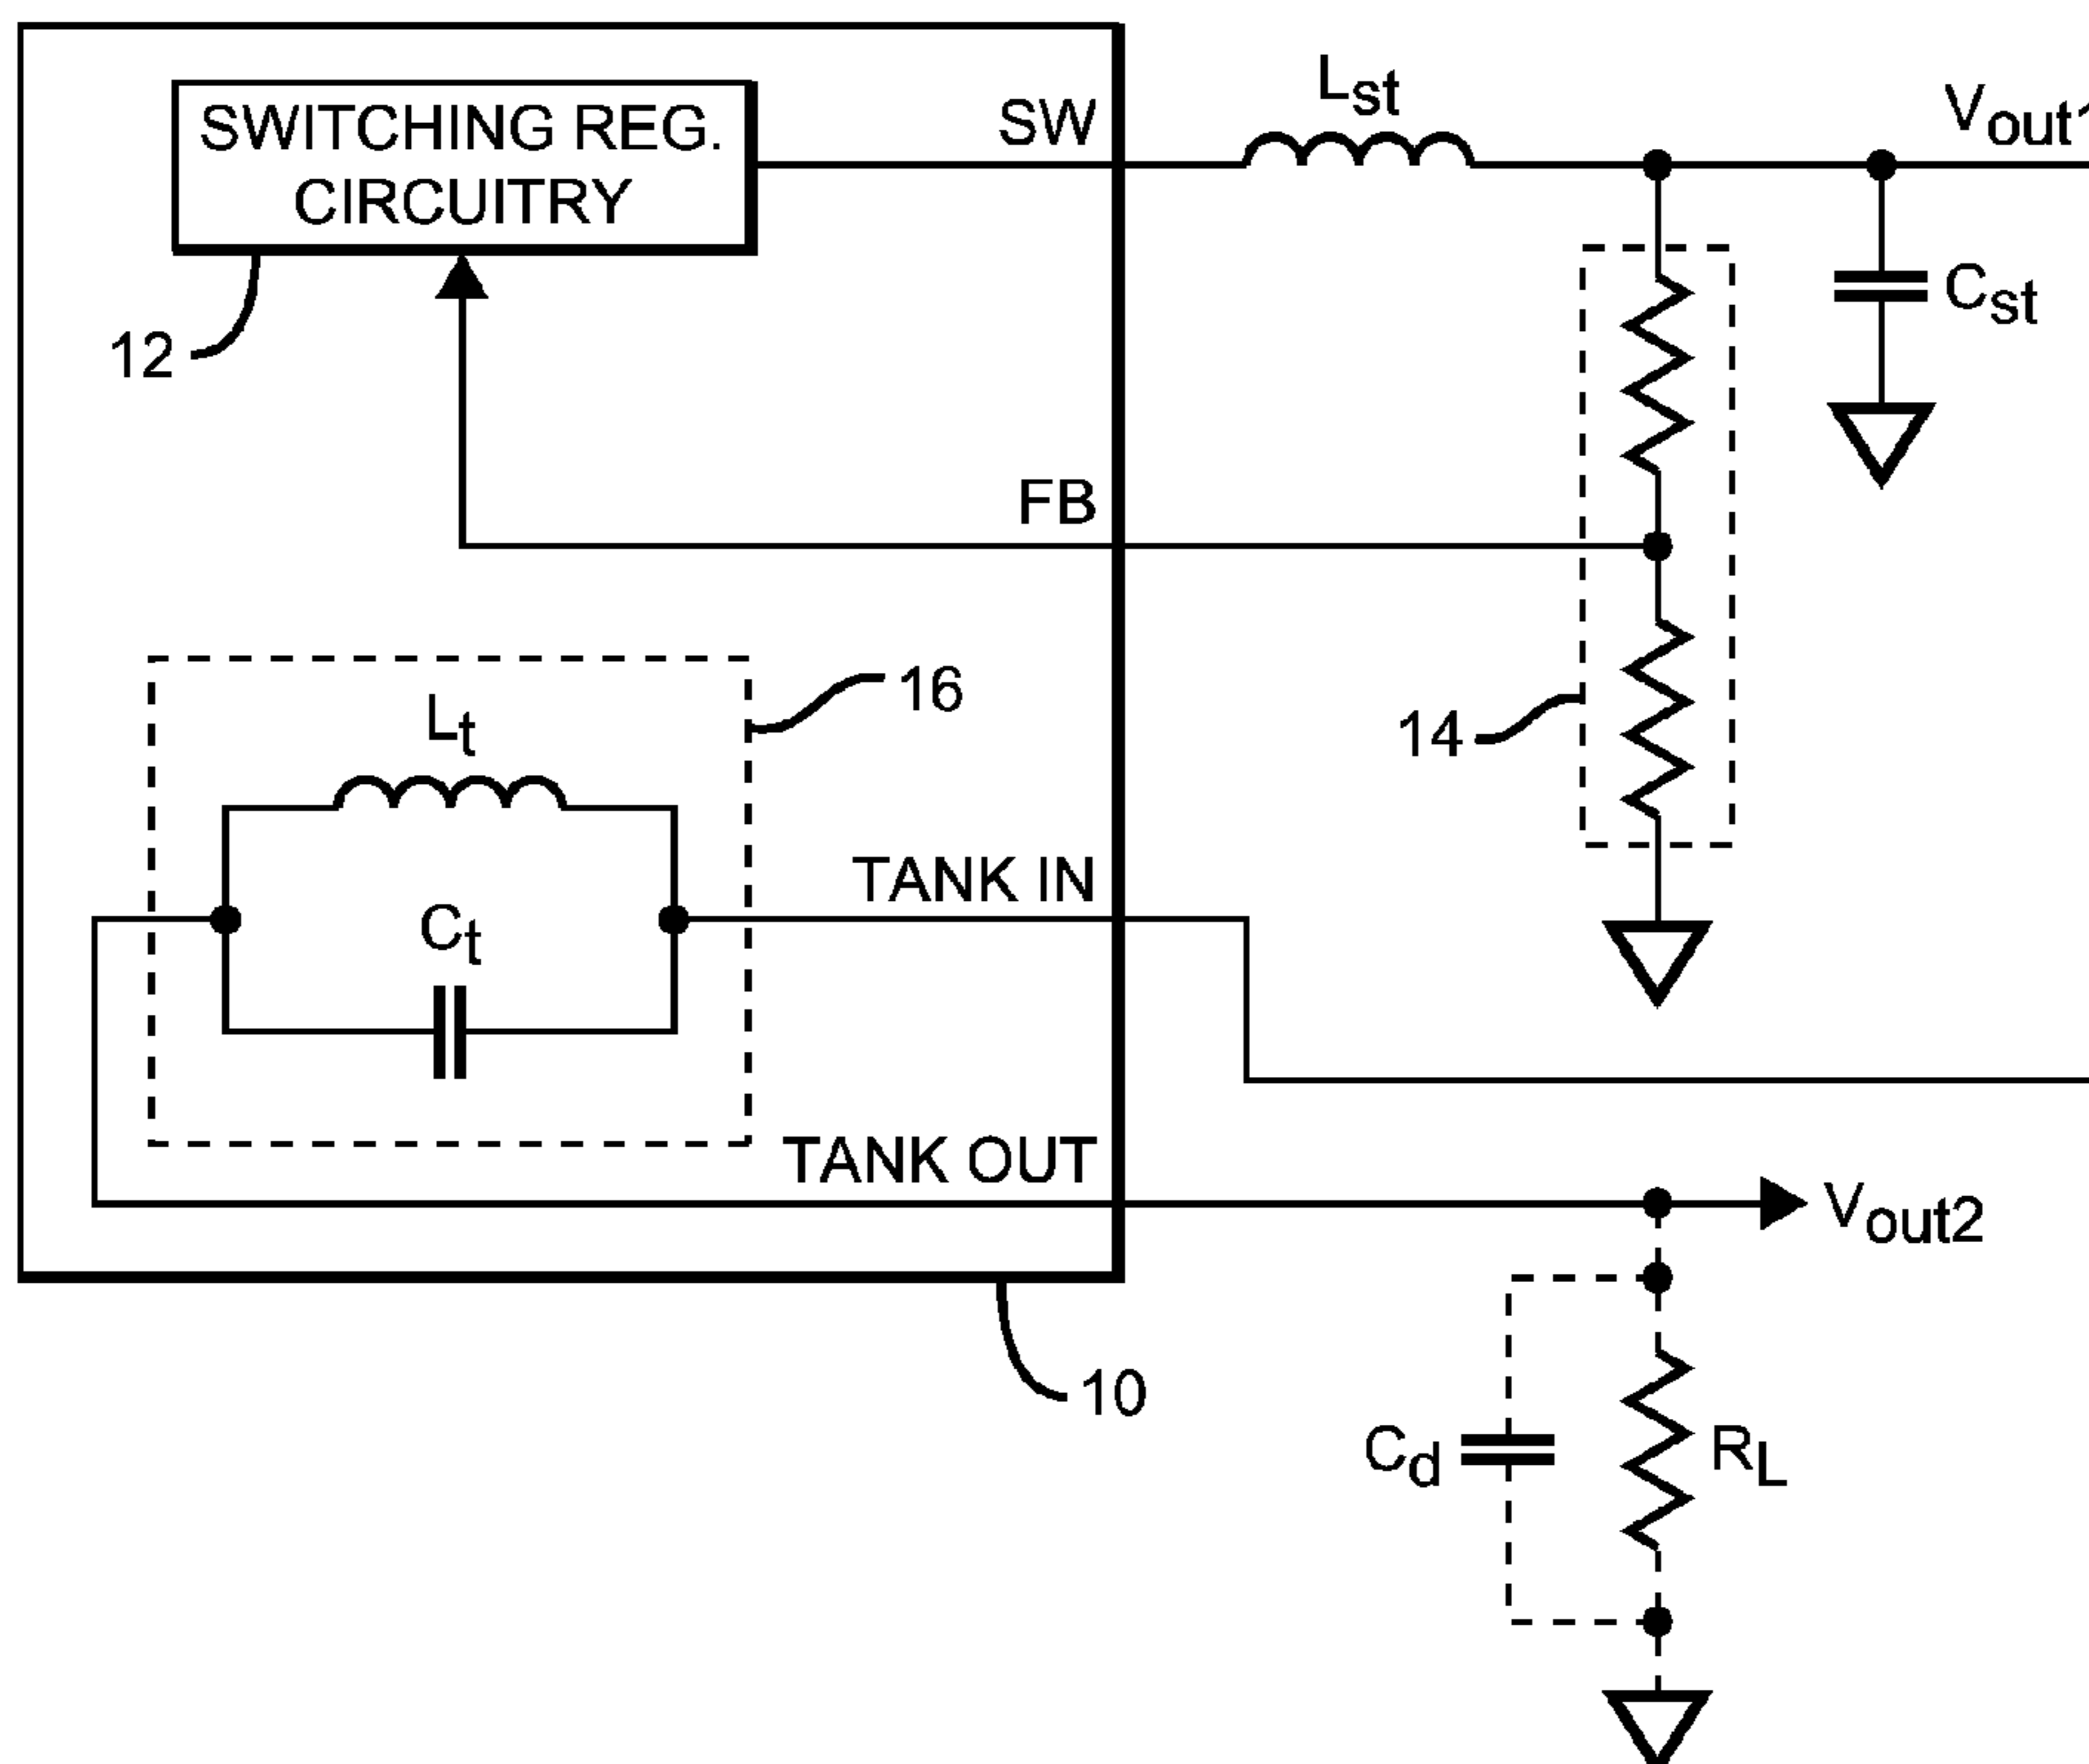 SWITCHING REG.
CIRCUITRY
SW
Lst
Vout1
Cst
12
FB
16
Lt
14
TANK IN
Ct
TANK OUT
Vout2
10
Cd
RL